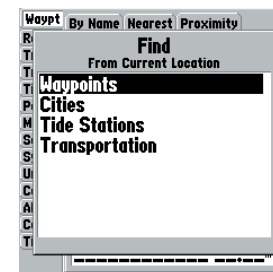 Waypt By Name Nearest Proximity
Find
From Current Location
Waypoints
Cities
Tide Stations
Transportation